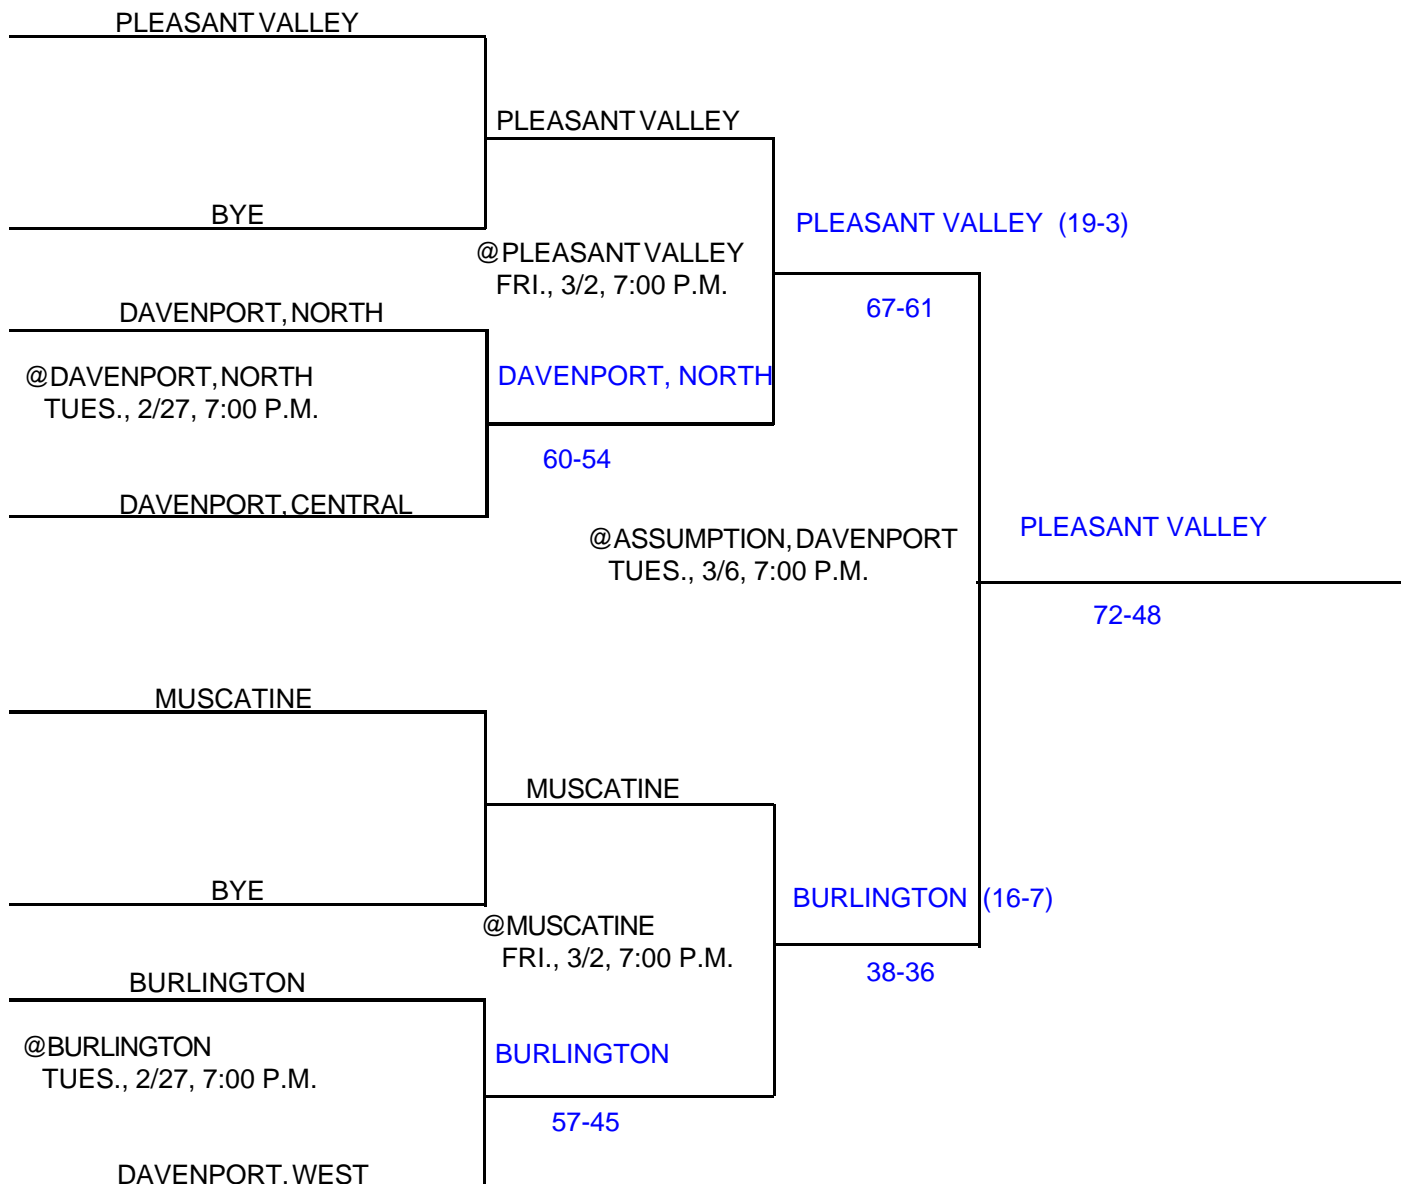 PLEASANT VALLEY
PLEASANT VALLEY
BYE
PLEASANT VALLEY (19-3)
@PLEASANT VALLEY
FRI., 3/2, 7:00 P.M.
67-61
DAVENPORT, NORTH
@DAVENPORT, NORTH
TUES., 2/27, 7:00 P.M.
DAVENPORT, NORTH
60-54
DAVENPORT, CENTRAL
@ASSUMPTION, DAVENPORT
TUES., 3/6, 7:00 P.M.
PLEASANT VALLEY
72-48
MUSCATINE
MUSCATINE
BYE
BURLINGTON (16-7)
@MUSCATINE
FRI., 3/2, 7:00 P.M.
38-36
BURLINGTON
@BURLINGTON
TUES., 2/27, 7:00 P.M.
BURLINGTON
57-45
DAVENPORT, WEST